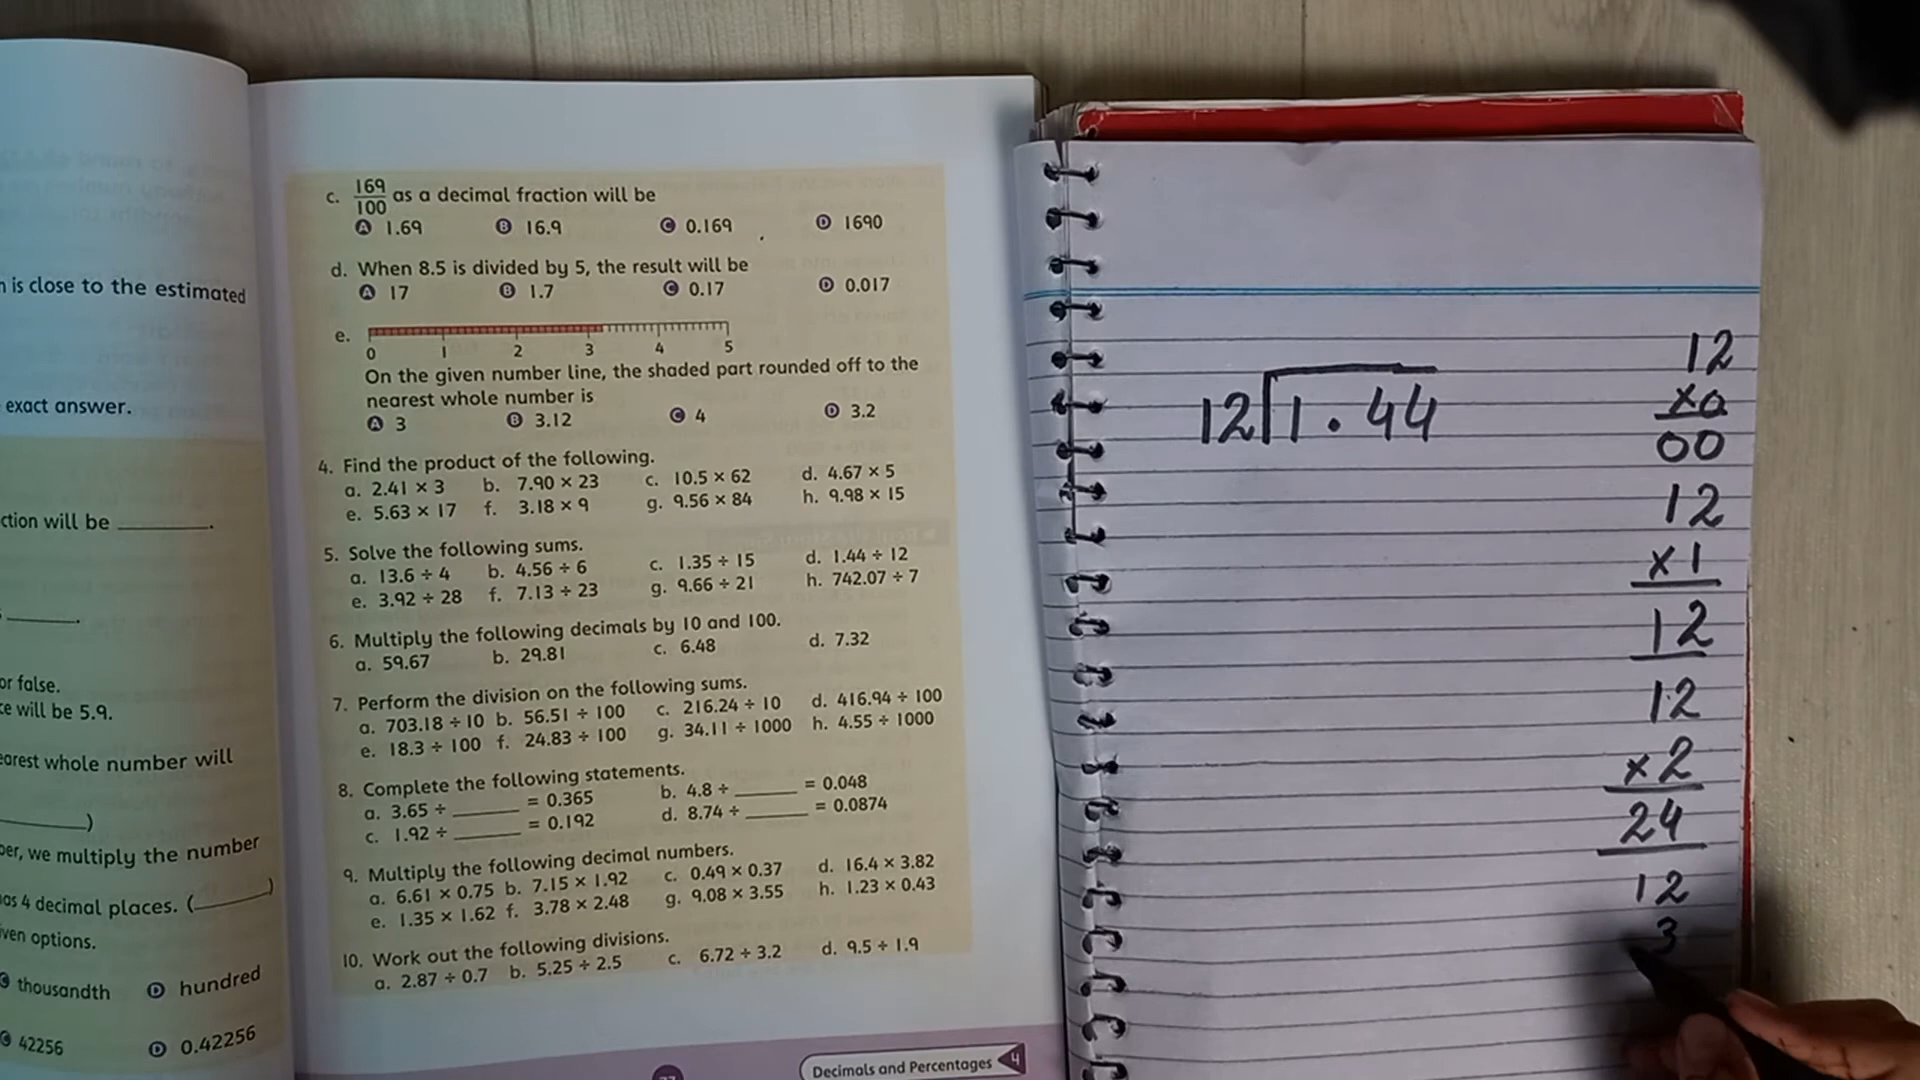 n is close to the estimated
exact answer.
ction will be ______.
______.
or false.
ce will be 5.9.
earest whole number will
______)
ber, we multiply the number
has 4 decimal places. (______)
ven options.
C thousandth D hundred
C 42256 D 0.42256
c. 169/100 as a decimal fraction will be
A 1.69 B 16.9 C 0.169 D 1690
d. When 8.5 is divided by 5, the result will be
A 17 B 1.7 C 0.17 D 0.017
e.
0 1 2 3 4 5
On the given number line, the shaded part rounded off to the
nearest whole number is
A 3 B 3.12 C 4 D 3.2
4. Find the product of the following.
a. 2.41 × 3 b. 7.90 × 23 c. 10.5 × 62 d. 4.67 × 5
e. 5.63 × 17 f. 3.18 × 9 g. 9.56 × 84 h. 9.98 × 15
5. Solve the following sums.
a. 13.6 ÷ 4 b. 4.56 ÷ 6 c. 1.35 ÷ 15 d. 1.44 ÷ 12
e. 3.92 ÷ 28 f. 7.13 ÷ 23 g. 9.66 ÷ 21 h. 742.07 ÷ 7
6. Multiply the following decimals by 10 and 100.
a. 59.67 b. 29.81 c. 6.48 d. 7.32
7. Perform the division on the following sums.
a. 703.18 ÷ 10 b. 56.51 ÷ 100 c. 216.24 ÷ 10 d. 416.94 ÷ 100
e. 18.3 ÷ 100 f. 24.83 ÷ 100 g. 34.11 ÷ 1000 h. 4.55 ÷ 1000
8. Complete the following statements.
a. 3.65 ÷ ______ = 0.365 b. 4.8 ÷ ______ = 0.048
c. 1.92 ÷ ______ = 0.192 d. 8.74 ÷ ______ = 0.0874
9. Multiply the following decimal numbers.
a. 6.61 × 0.75 b. 7.15 × 1.92 c. 0.49 × 0.37 d. 16.4 × 3.82
e. 1.35 × 1.62 f. 3.78 × 2.48 g. 9.08 × 3.55 h. 1.23 × 0.43
10. Work out the following divisions.
a. 2.87 ÷ 0.7 b. 5.25 ÷ 2.5 c. 6.72 ÷ 3.2 d. 9.5 ÷ 1.9
Decimals and Percentages 4
12 1.44
12
×0
00
12
×1
12
12
×2
24
12
3